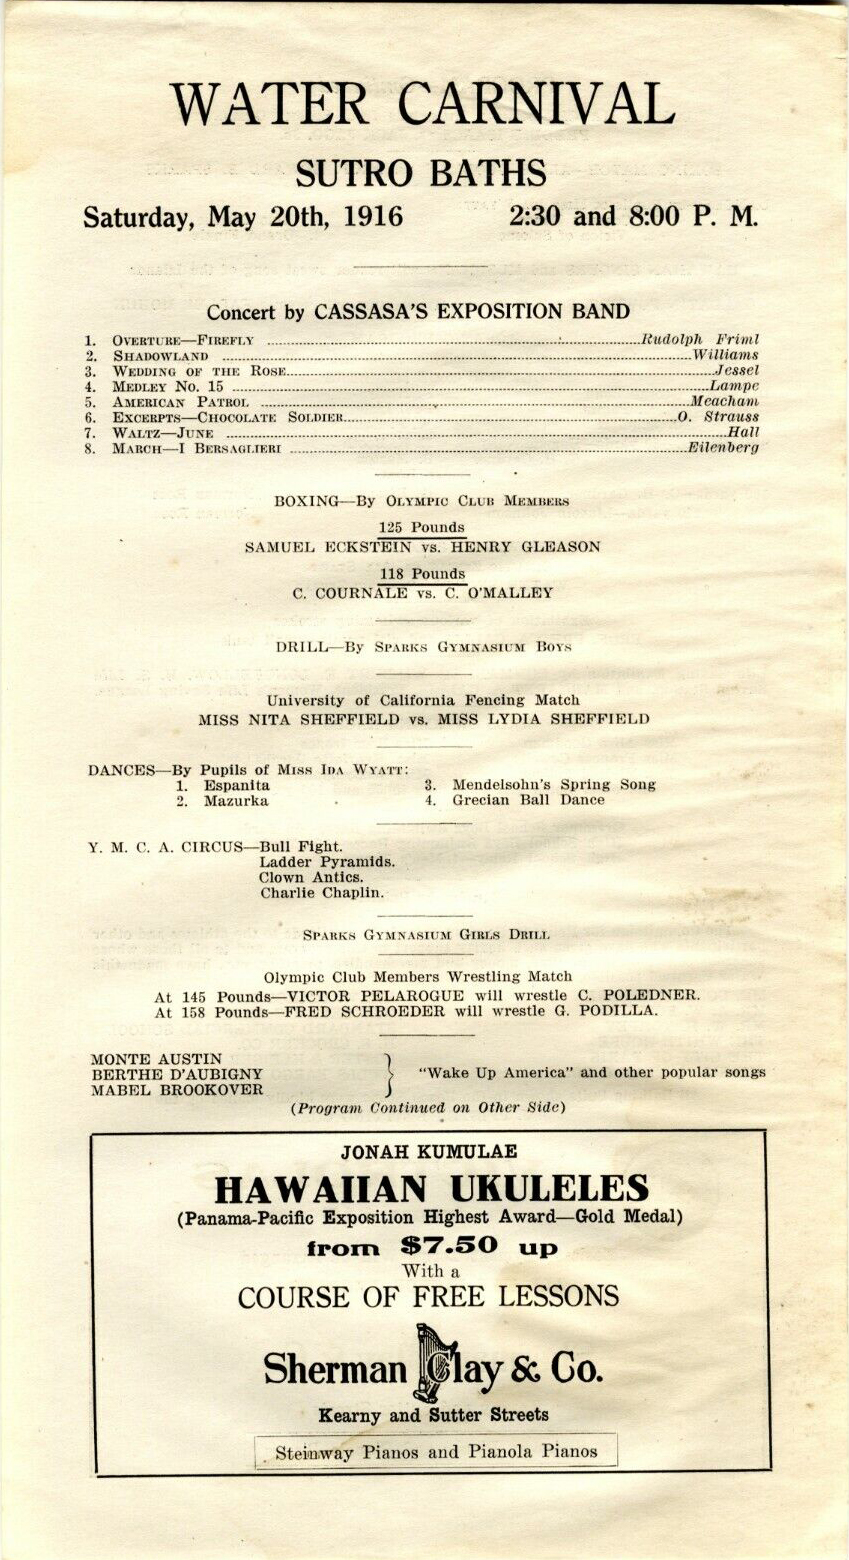 WATER CARNIVAL
SUTRO BATHS
Saturday, May 20th, 1916 2:30 and 8:00 P. M.
Concert by CASSASA'S EXPOSITION BAND
1. OVERTURE—FIREFLY ........ Rudolph Friml
2. SHADOWLAND ........ Williams
3. WEDDING OF THE ROSE ........ Jessel
4. MEDLEY NO. 15 ........ Lampe
5. AMERICAN PATROL ........ Meacham
6. EXCERPTS—CHOCOLATE SOLDIER ........ O. Strauss
7. WALTZ—JUNE ........ Hall
8. MARCH—I BERSAGLIERI ........ Eilenberg
BOXING—By OLYMPIC CLUB MEMBERS
125 Pounds
SAMUEL ECKSTEIN vs. HENRY GLEASON
118 Pounds
C. COURNALE vs. C. O'MALLEY
DRILL—By SPARKS GYMNASIUM BOYS
University of California Fencing Match
MISS NITA SHEFFIELD vs. MISS LYDIA SHEFFIELD
DANCES—By Pupils of MISS IDA WYATT:
1. Espanita 3. Mendelsohn's Spring Song
2. Mazurka 4. Grecian Ball Dance
Y. M. C. A. CIRCUS—Bull Fight.
Ladder Pyramids.
Clown Antics.
Charlie Chaplin.
SPARKS GYMNASIUM GIRLS DRILL
Olympic Club Members Wrestling Match
At 145 Pounds—VICTOR PELAROGUE will wrestle C. POLEDNER.
At 158 Pounds—FRED SCHROEDER will wrestle G. PODILLA.
MONTE AUSTIN
BERTHE D'AUBIGNY } "Wake Up America" and other popular songs
MABEL BROOKOVER
(Program Continued on Other Side)
JONAH KUMULAE
HAWAIIAN UKULELES
(Panama-Pacific Exposition Highest Award—Gold Medal)
from $7.50 up
With a
COURSE OF FREE LESSONS
Sherman Clay & Co.
Kearny and Sutter Streets
Steinway Pianos and Pianola Pianos